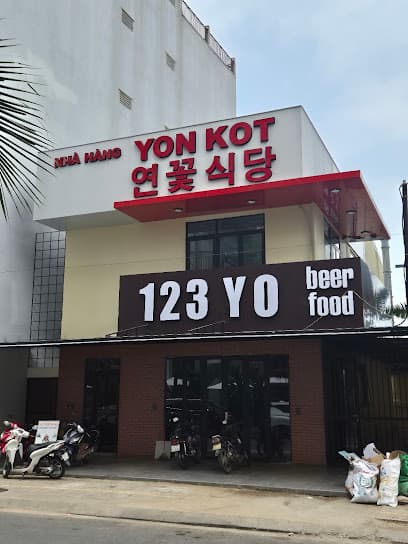 NHÀ HÀNG YON KOT
연꽃식당
123 YO beer
food